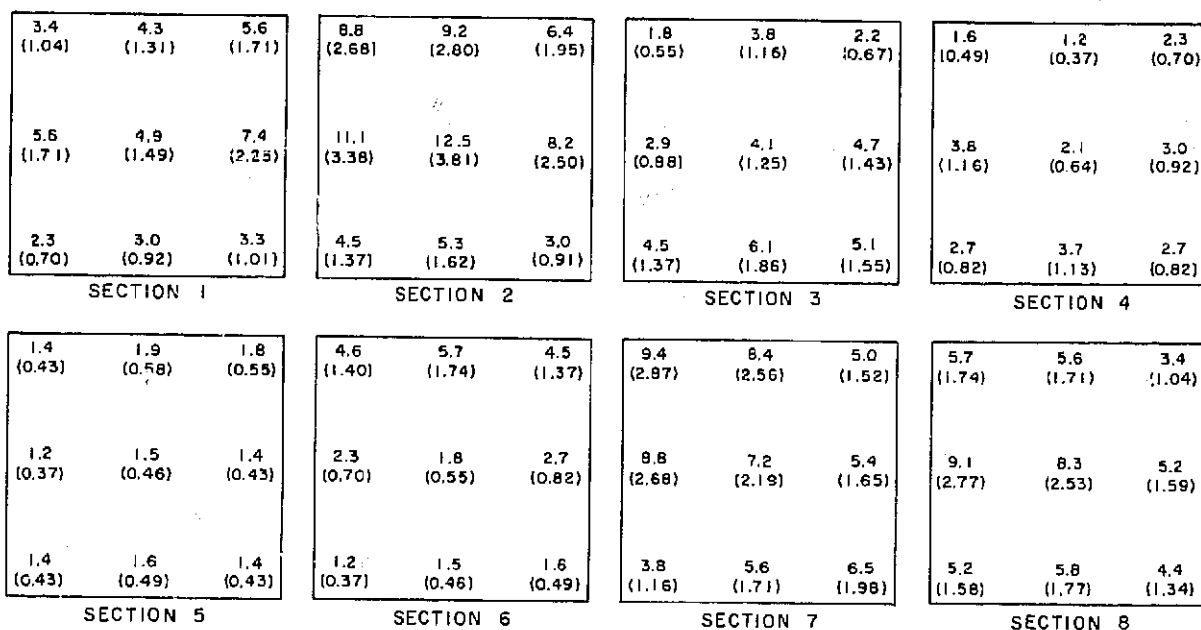 3.4 4.3 5.6
(1.04) (1.31) (1.71)
5.6 4.9 7.4
(1.71) (1.49) (2.25)
2.3 3.0 3.3
(0.70) (0.92) (1.01)
SECTION 1
8.8 9.2 6.4
(2.68) (2.80) (1.95)
11.1 12.5 8.2
(3.38) (3.81) (2.50)
4.5 5.3 3.0
(1.37) (1.62) (0.91)
SECTION 2
1.8 3.8 2.2
(0.55) (1.16) (0.67)
2.9 4.1 4.7
(0.88) (1.25) (1.43)
4.5 6.1 5.1
(1.37) (1.86) (1.55)
SECTION 3
1.6 1.2 2.3
(0.49) (0.37) (0.70)
3.8 2.1 3.0
(1.16) (0.64) (0.92)
2.7 3.7 2.7
(0.82) (1.13) (0.82)
SECTION 4
1.4 1.9 1.8
(0.43) (0.58) (0.55)
1.2 1.5 1.4
(0.37) (0.46) (0.43)
1.4 1.6 1.4
(0.43) (0.49) (0.43)
SECTION 5
4.6 5.7 4.5
(1.40) (1.74) (1.37)
2.3 1.8 2.7
(0.70) (0.55) (0.82)
1.2 1.5 1.6
(0.37) (0.46) (0.49)
SECTION 6
9.4 8.4 5.0
(2.87) (2.56) (1.52)
8.8 7.2 5.4
(2.68) (2.19) (1.65)
3.8 5.6 6.5
(1.16) (1.71) (1.98)
SECTION 7
5.7 5.6 3.4
(1.74) (1.71) (1.04)
9.1 8.3 5.2
(2.77) (2.53) (1.59)
5.2 5.8 4.4
(1.58) (1.77) (1.34)
SECTION 8